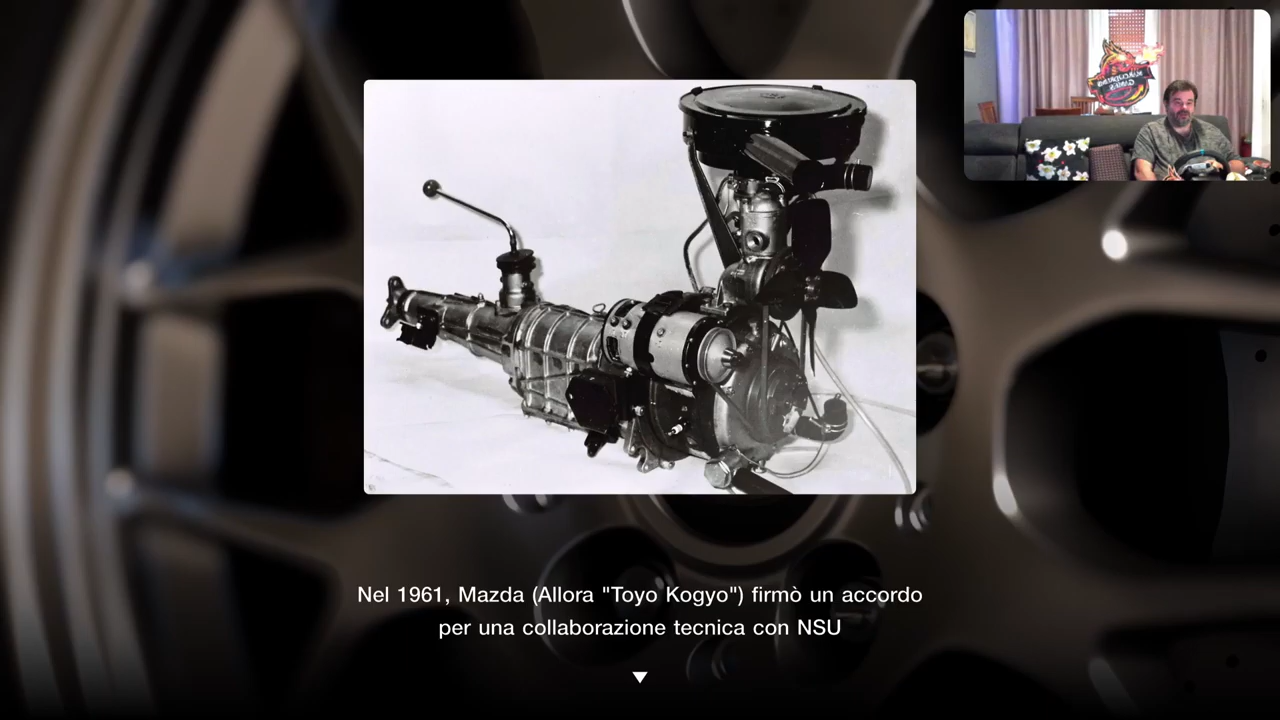 Nel 1961, Mazda (Allora "Toyo Kogyo") firmò un accordo
per una collaborazione tecnica con NSU